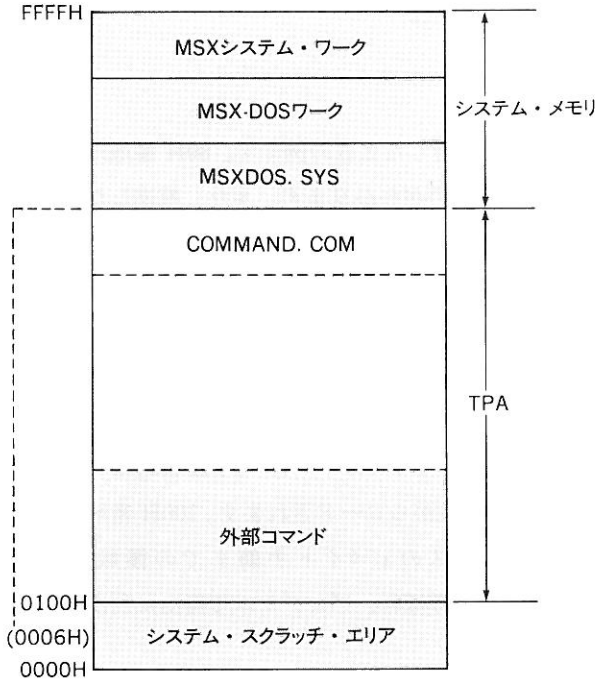 FFFFH
MSXシステム・ワーク
MSX-DOSワーク
システム・メモリ
MSXDOS. SYS
COMMAND. COM
TPA
外部コマンド
0100H
(0006H)
システム・スクラッチ・エリア
0000H